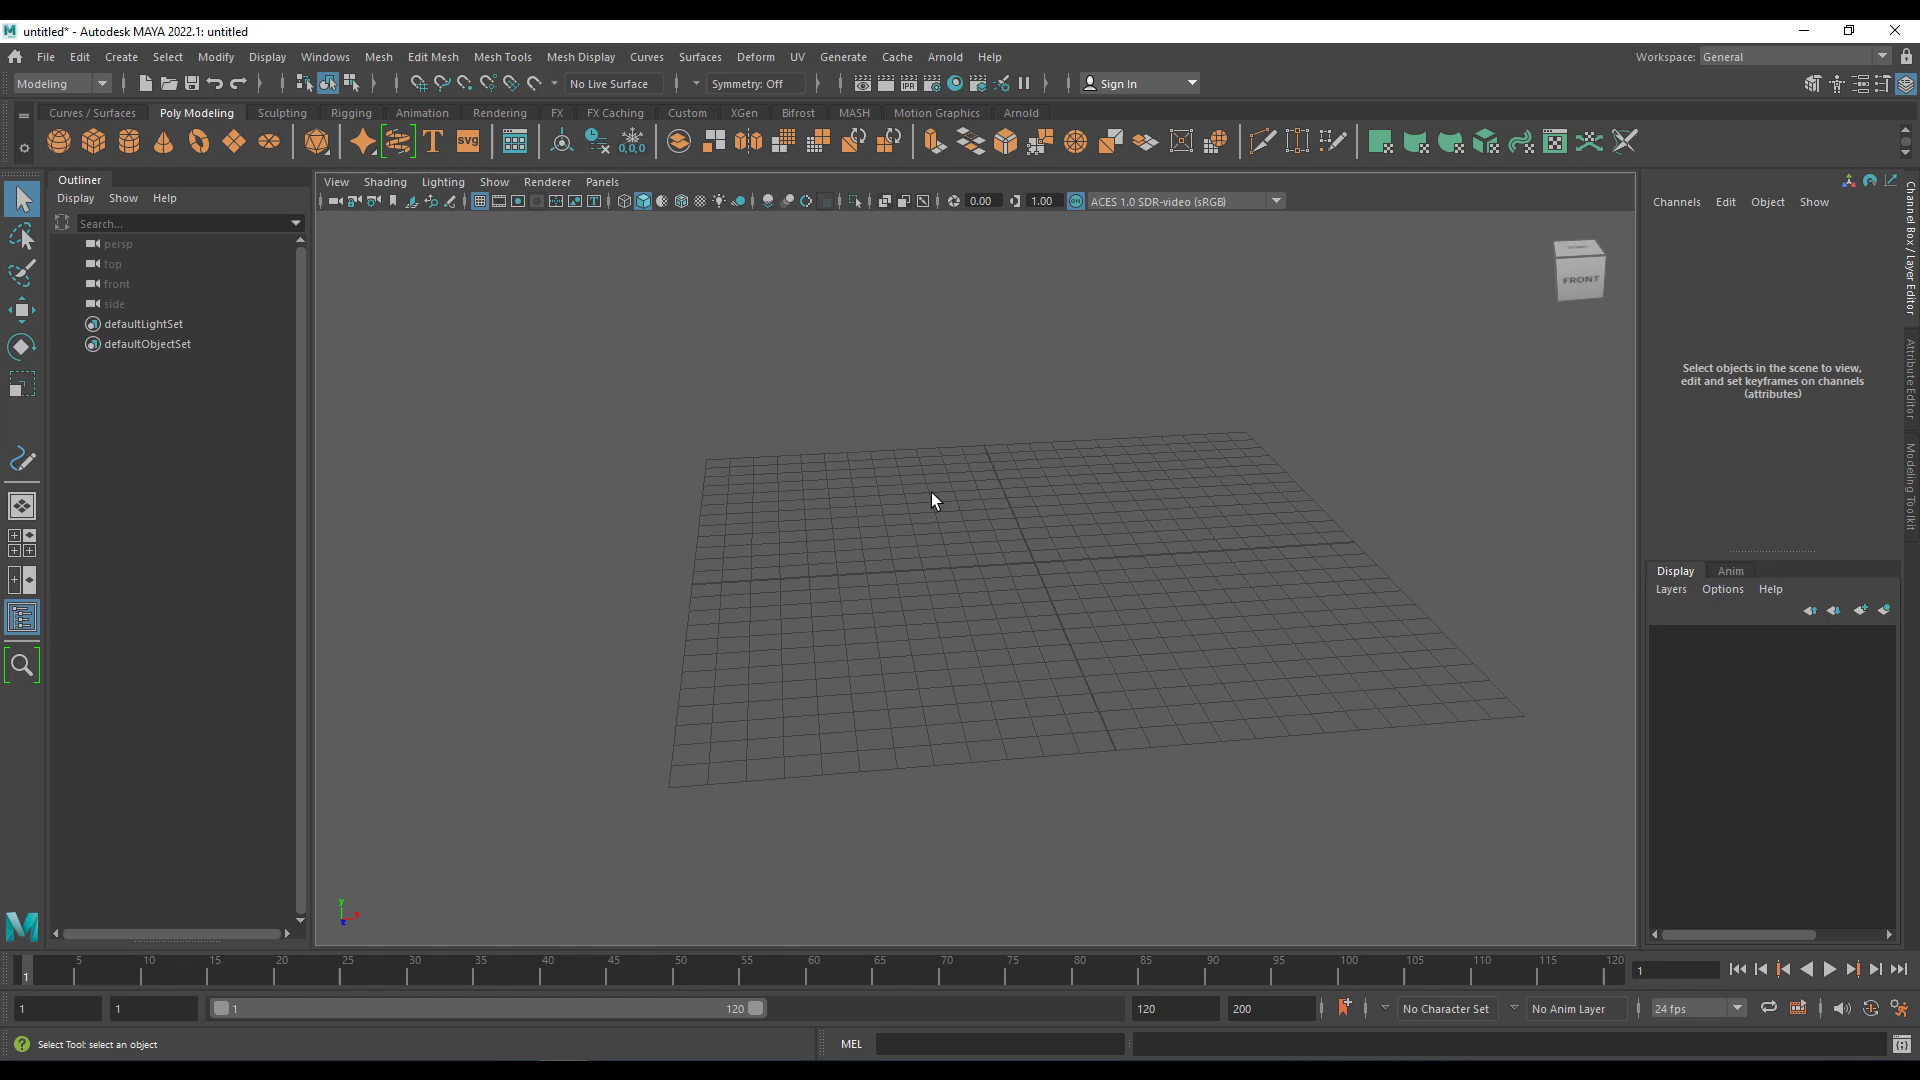 untitled* - Autodesk MAYA 2022.1: untitled
File Edit Create Select Modify Display Windows Mesh Edit Mesh Mesh Tools Mesh Display Curves Surfaces Deform UV Generate Cache Arnold Help Workspace: General
Modeling IPR No Live Surface Symmetry: Off Sign In
Curves / Surfaces Poly Modeling Sculpting Rigging Animation Rendering FX FX Caching Custom XGen Bifrost MASH Motion Graphics Arnold
T SVG 0,0,0
Outliner
Display Show Help
Search...
persp
top
front
side
defaultLightSet
defaultObjectSet
View Shading Lighting Show Renderer Panels
0.00 1.00 ON ACES 1.0 SDR-video (sRGB)
FRONT
y
x
z
Channels Edit Object Show
Select objects in the scene to view,
edit and set keyframes on channels
(attributes)
Channel Box / Layer Editor
Attribute Editor
Modeling Toolkit
Display Anim
Layers Options Help
M
1 5 10 15 20 25 30 35 40 45 50 55 60 65 70 75 80 85 90 95 100 105 110 115 120 1
1 1 1 120 120 200 No Character Set No Anim Layer 24 fps
Select Tool: select an object MEL